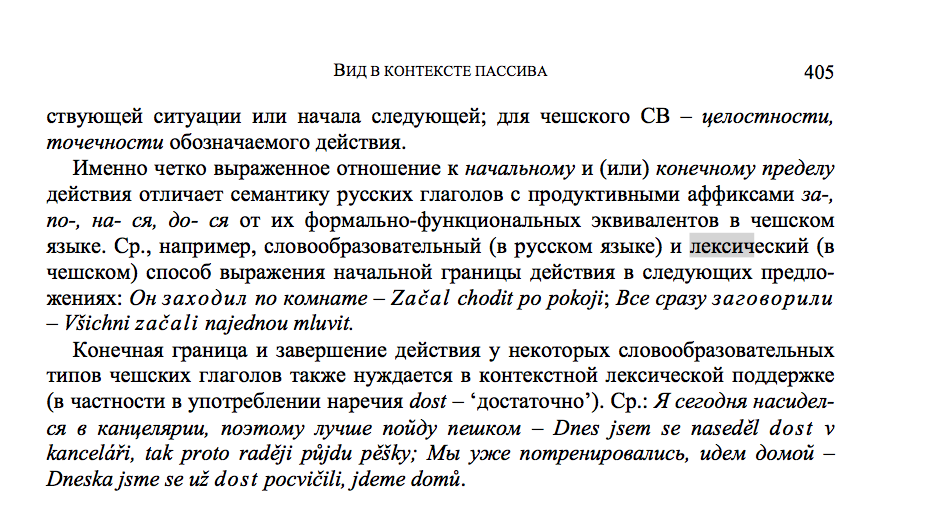 ВИД В КОНТЕКСТЕ ПАССИВА 405
ствующей ситуации или начала следующей; для чешского СВ – целостности,
точечности обозначаемого действия.
Именно четко выраженное отношение к начальному и (или) конечному пределу
действия отличает семантику русских глаголов с продуктивными аффиксами за-,
по-, на- ся, до- ся от их формально-функциональных эквивалентов в чешском
языке. Ср., например, словообразовательный (в русском языке) и лексический (в
чешском) способ выражения начальной границы действия в следующих предло-
жениях: Он заходил по комнате – Začal chodit po pokoji; Все сразу заговорили
– Všichni začali najednou mluvit.
Конечная граница и завершение действия у некоторых словообразовательных
типов чешских глаголов также нуждается в контекстной лексической поддержке
(в частности в употреблении наречия dost – ‘достаточно’). Ср.: Я сегодня насидел-
ся в канцелярии, поэтому лучше пойду пешком – Dnes jsem se naseděl dost v
kanceláři, tak proto raději půjdu pěšky; Мы уже потренировались, идем домой –
Dneska jsme se už dost pocvičili, jdeme domů.